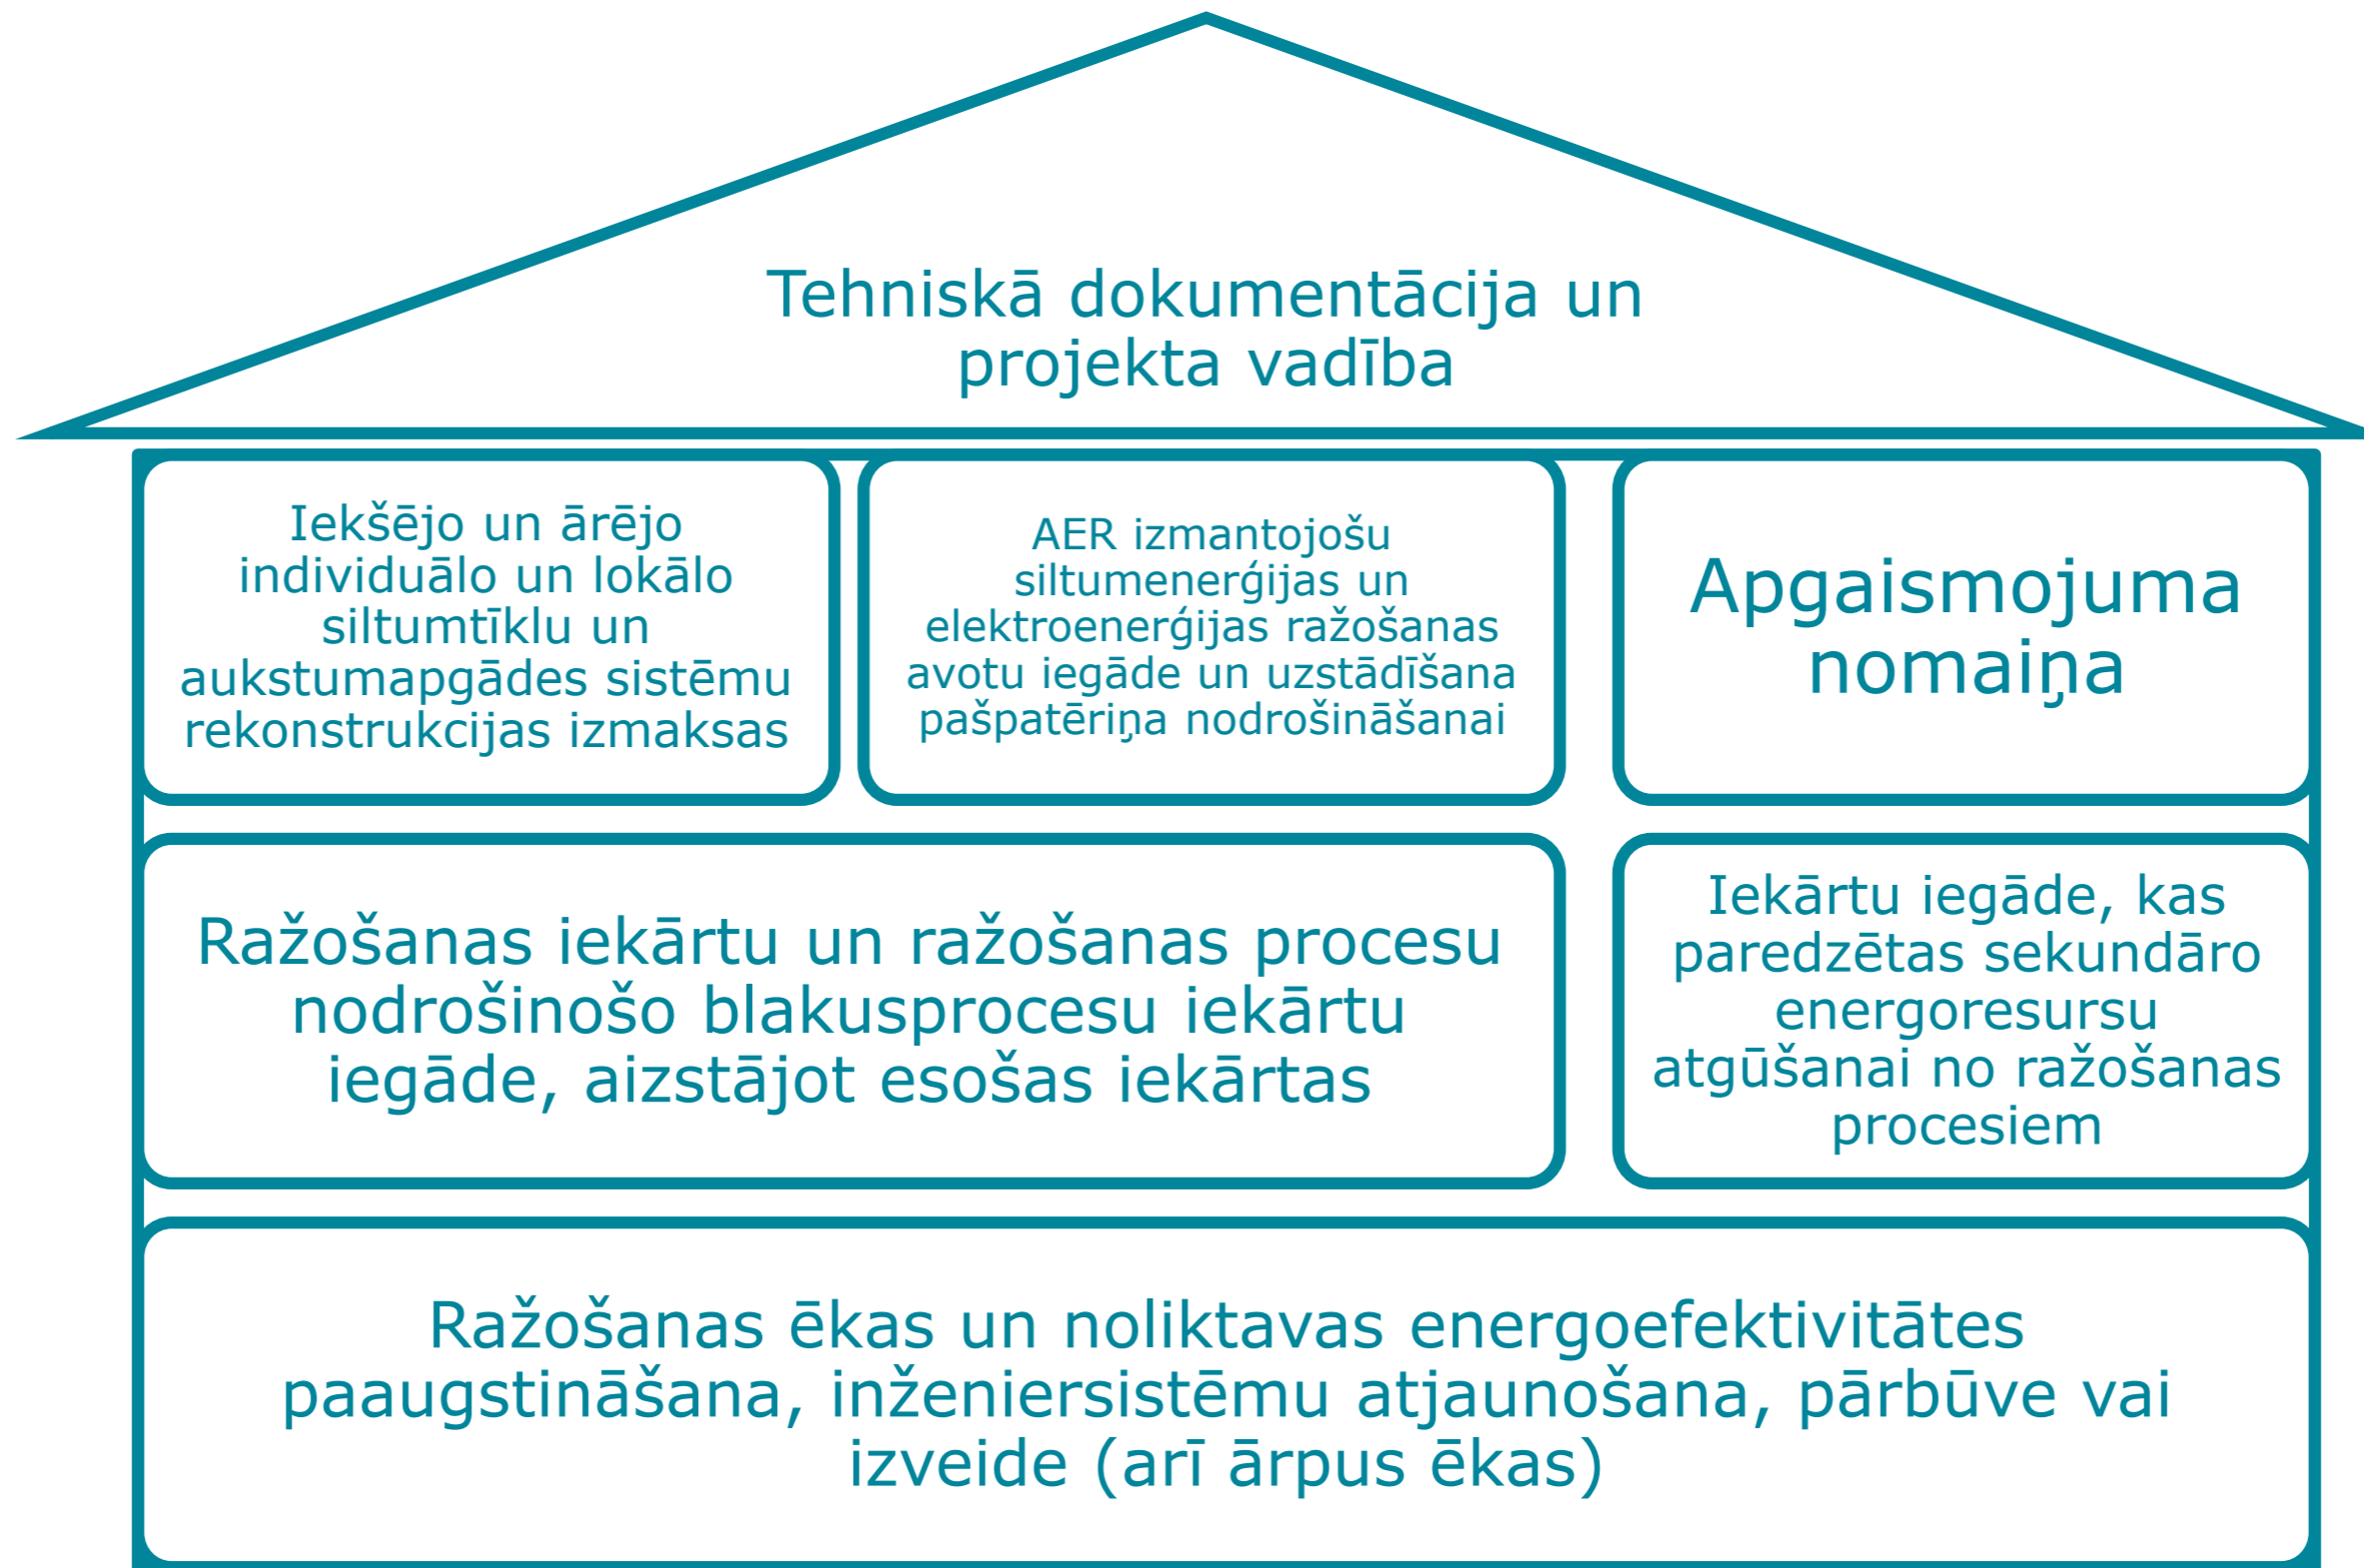 Tehniskā dokumentācija un
projekta vadība
Iekšējo un ārējo
individuālo un lokālo
siltumtīklu un
aukstumapgādes sistēmu
rekonstrukcijas izmaksas
AER izmantojošu
siltumenerģijas un
elektroenerģijas ražošanas
avotu iegāde un uzstādīšana
pašpatēriņa nodrošināšanai
Apgaismojuma
nomaiņa
Ražošanas iekārtu un ražošanas procesu
nodrošinošo blakusprocesu iekārtu
iegāde, aizstājot esošas iekārtas
Iekārtu iegāde, kas
paredzētas sekundāro
energoresursu
atgūšanai no ražošanas
procesiem
Ražošanas ēkas un noliktavas energoefektivitātes
paaugstināšana, inženiersistēmu atjaunošana, pārbūve vai
izveide (arī ārpus ēkas)